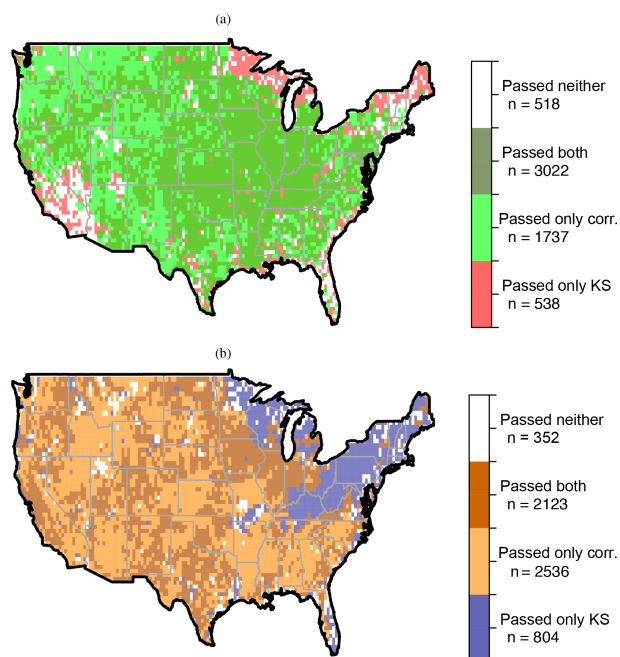 (a)
Passed neither
n = 518
Passed both
n = 3022
Passed only corr.
n = 1737
Passed only KS
n = 538
(b)
Passed neither
n = 352
Passed both
n = 2123
Passed only corr.
n = 2536
Passed only KS
n = 804